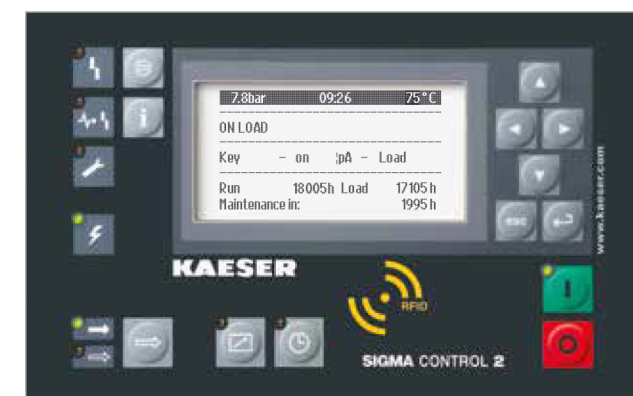 7.8bar 09:26 75°C
ON LOAD
Key - on ¦pA - Load
Run 18005h Load 17105 h
Maintenance in: 1995 h
esc
www.kaeser.com
KAESER
RFID
I
SIGMA CONTROL 2
O